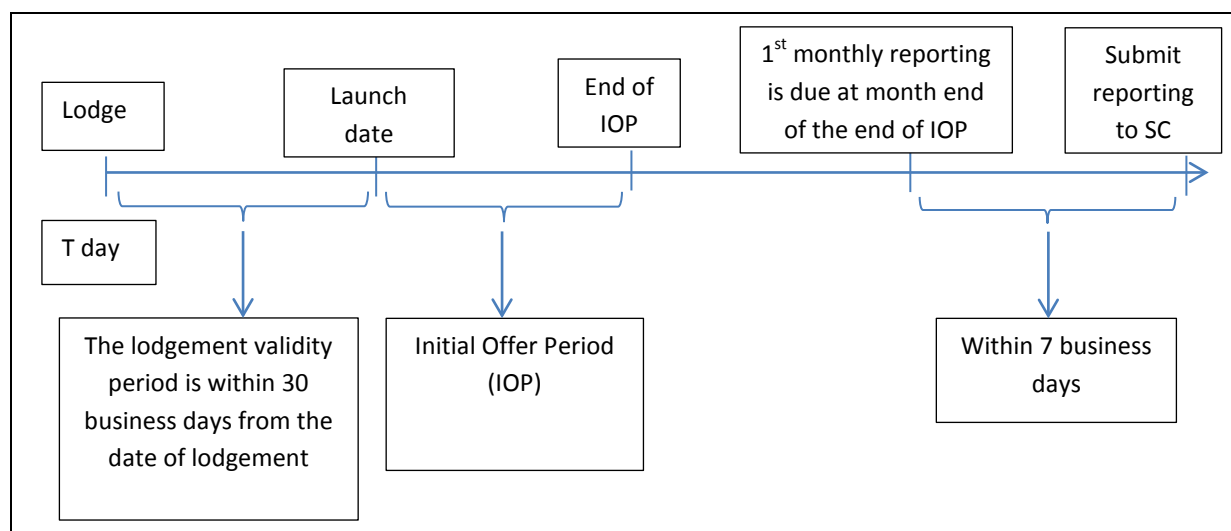 Lodge
Launch
date
End of
IOP
1st monthly reporting
is due at month end
of the end of IOP
Submit
reporting
to SC
T day
The lodgement validity
period is within 30
business days from the
date of lodgement
Initial Offer Period
(IOP)
Within 7 business
days